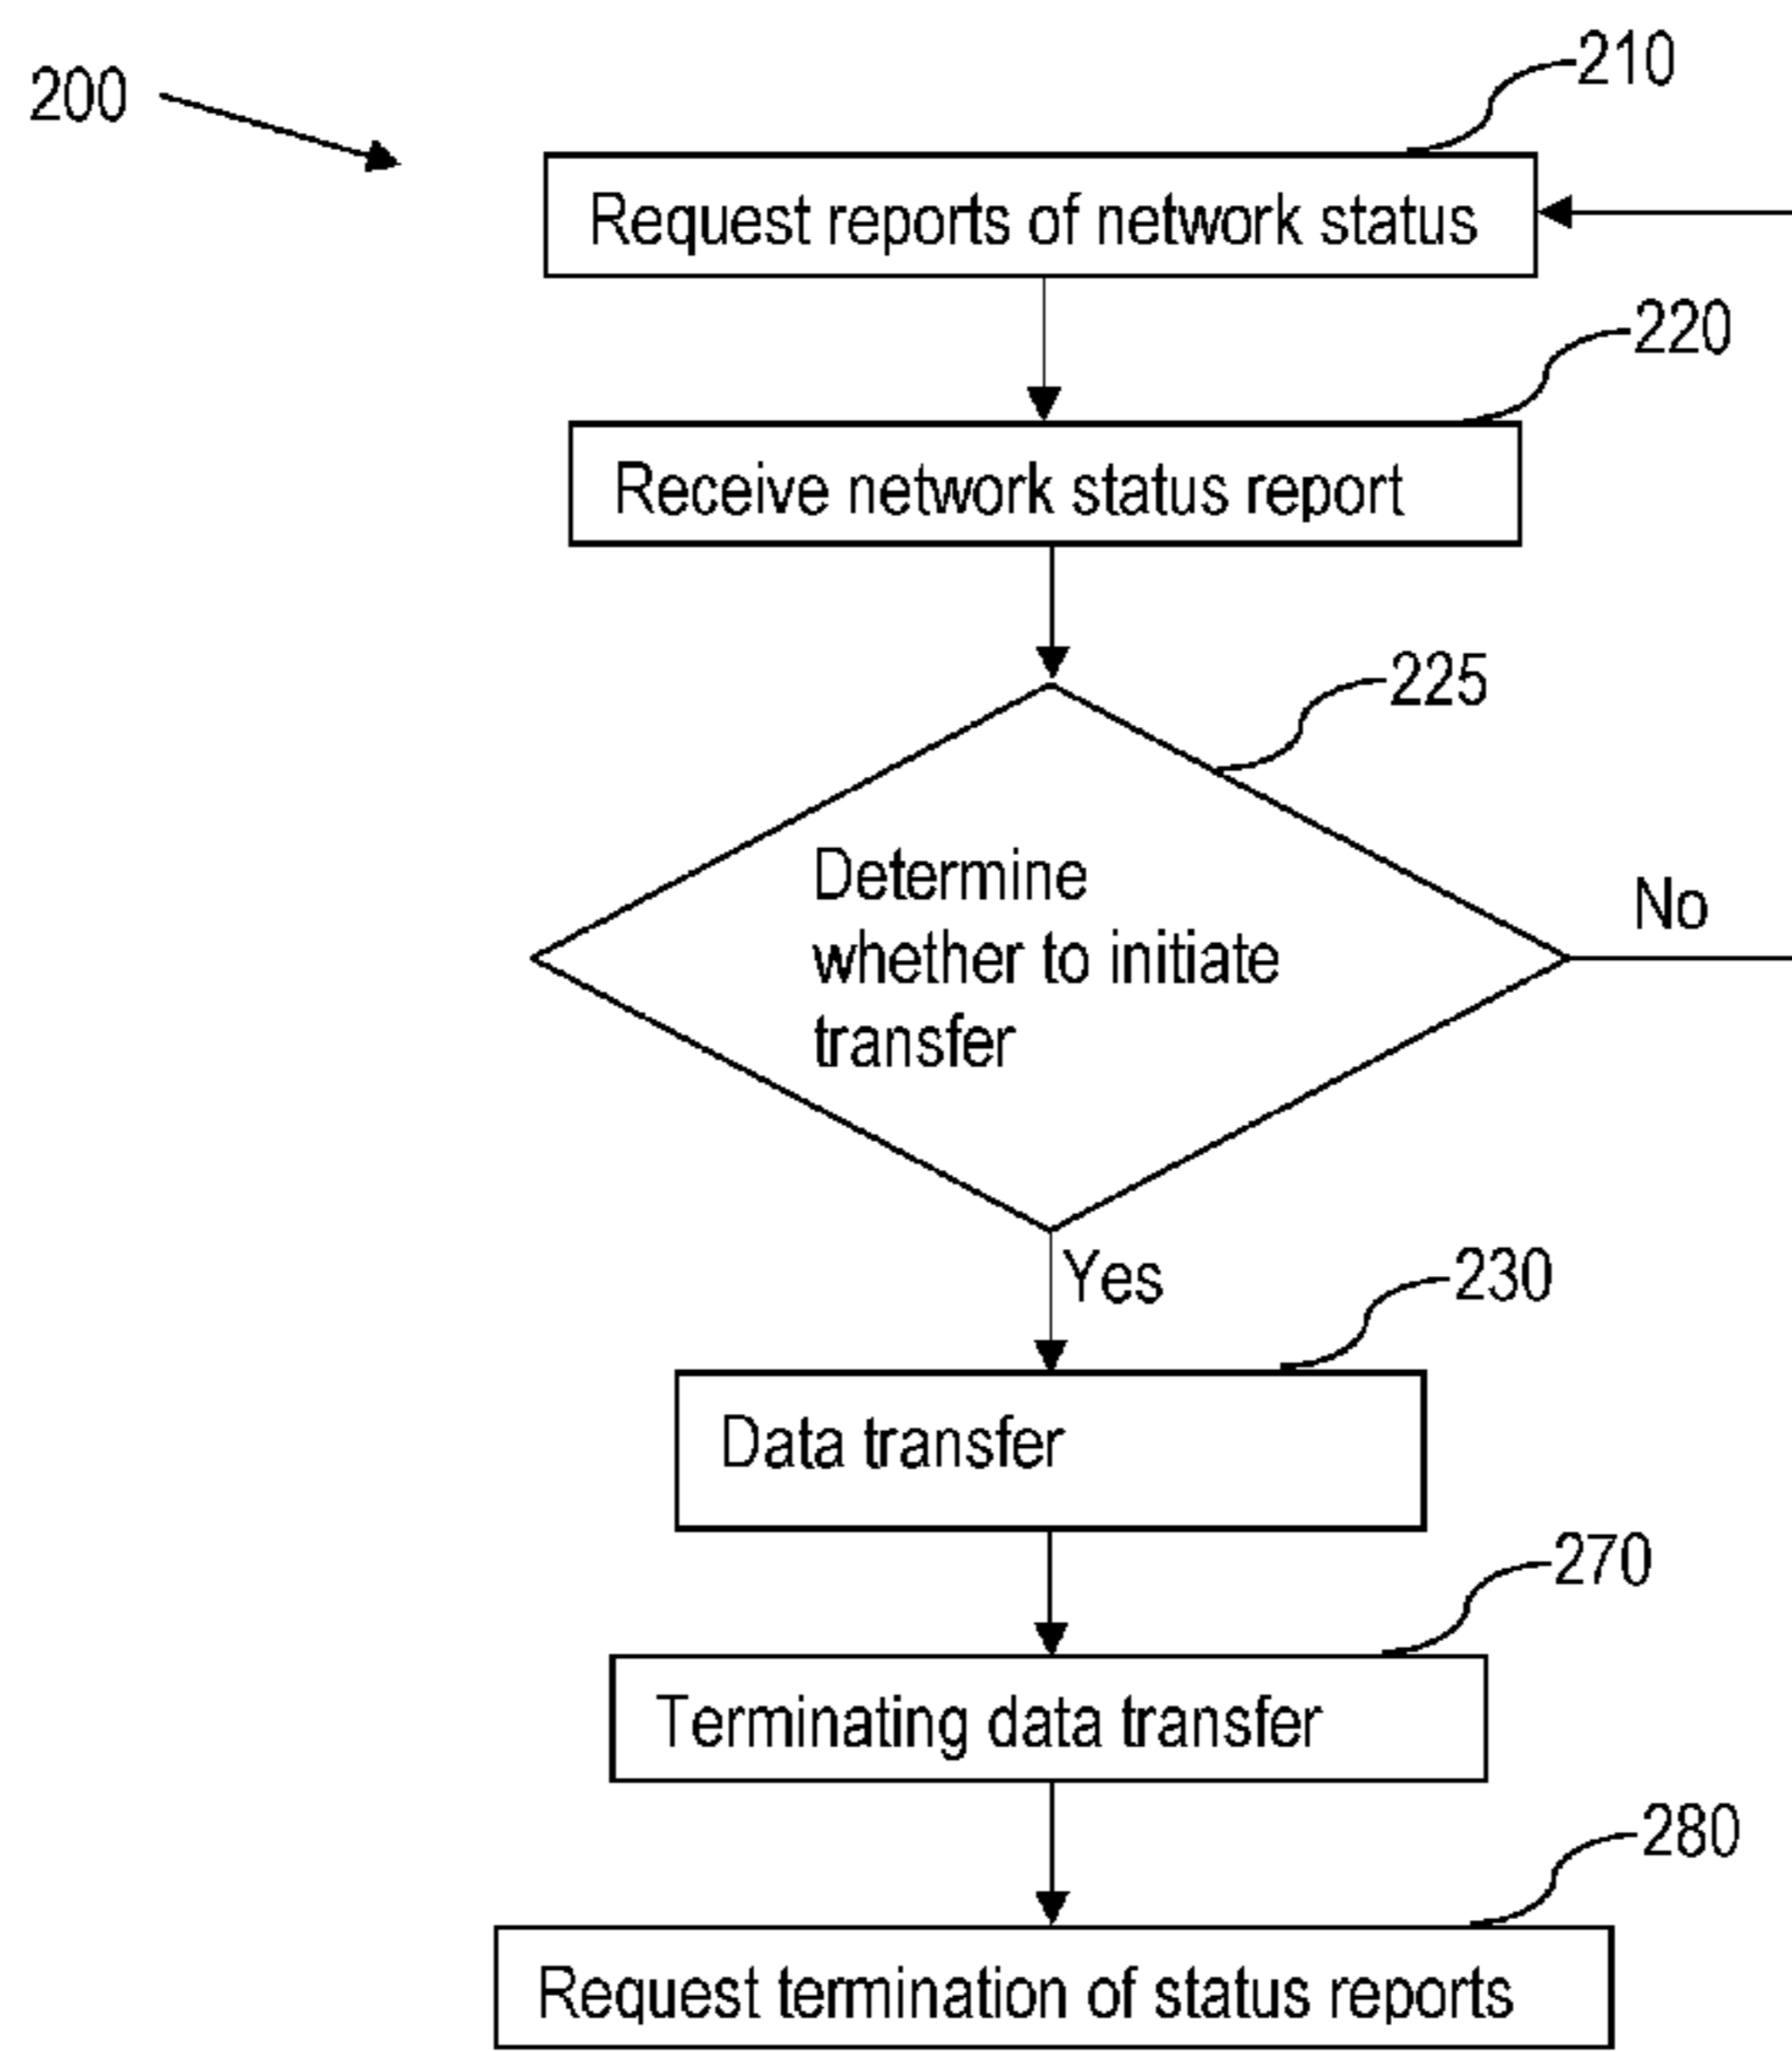 200
210
Request reports of network status
220
Receive network status report
225
Determine
whether to initiate
transfer
No
Yes
230
Data transfer
270
Terminating data transfer
280
Request termination of status reports